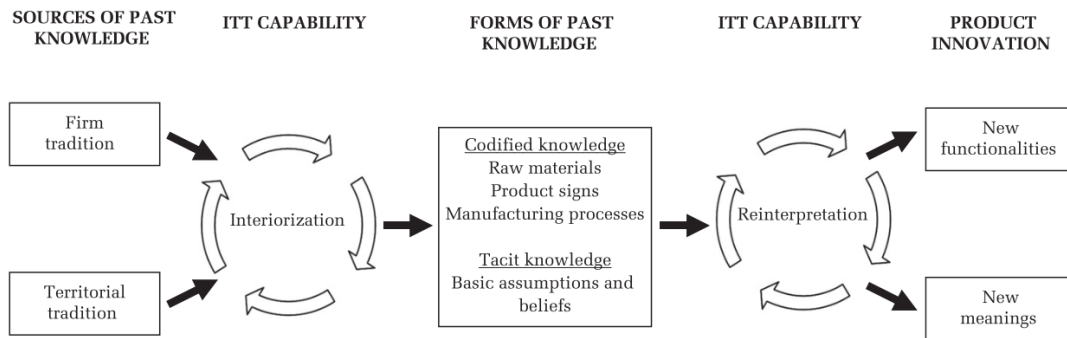 SOURCES OF PAST
KNOWLEDGE
ITT CAPABILITY
FORMS OF PAST
KNOWLEDGE
ITT CAPABILITY
PRODUCT
INNOVATION
Firm
tradition
Territorial
tradition
Interiorization
Codified knowledge
Raw materials
Product signs
Manufacturing processes
Tacit knowledge
Basic assumptions and
beliefs
Reinterpretation
New
functionalities
New
meanings